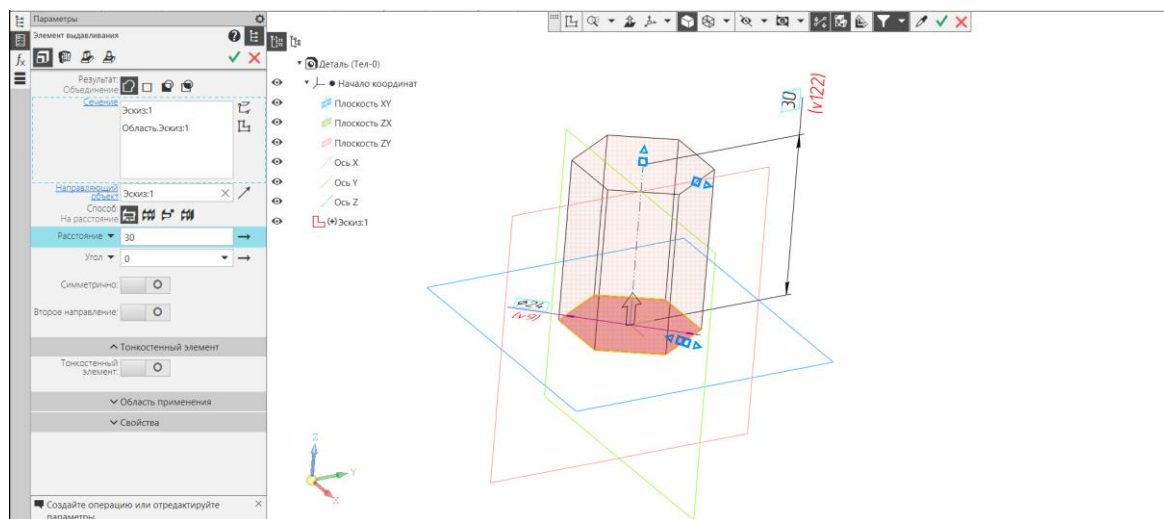 Параметры
Элемент выдавливания
Результат:
Объединение
Сечение
Эскиз:1
Область.Эскиз:1
Направляющий
объект
Эскиз:1
Способ:
На расстояние
Расстояние
30
Угол
0
Симметрично:
Второе направление:
Тонкостенный элемент
Тонкостенный
элемент:
Область применения
Свойства
Создайте операцию или отредактируйте
параметры
Деталь (Тел-0)
Начало координат
Плоскость XY
Плоскость ZX
Плоскость ZY
Ось X
Ось Y
Ось Z
(+)Эскиз:1
30
(v122)
⌀24
(v9)
Z
Y
X